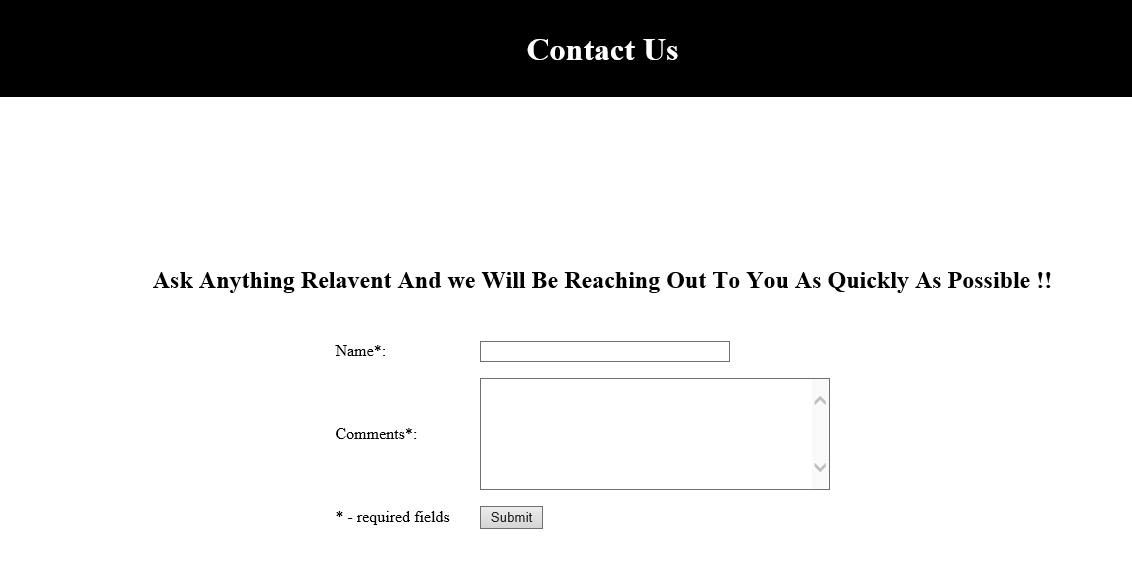 Contact Us
Ask Anything Relavent And we Will Be Reaching Out To You As Quickly As Possible !!
Name*:
Comments*:
* - required fields
Submit